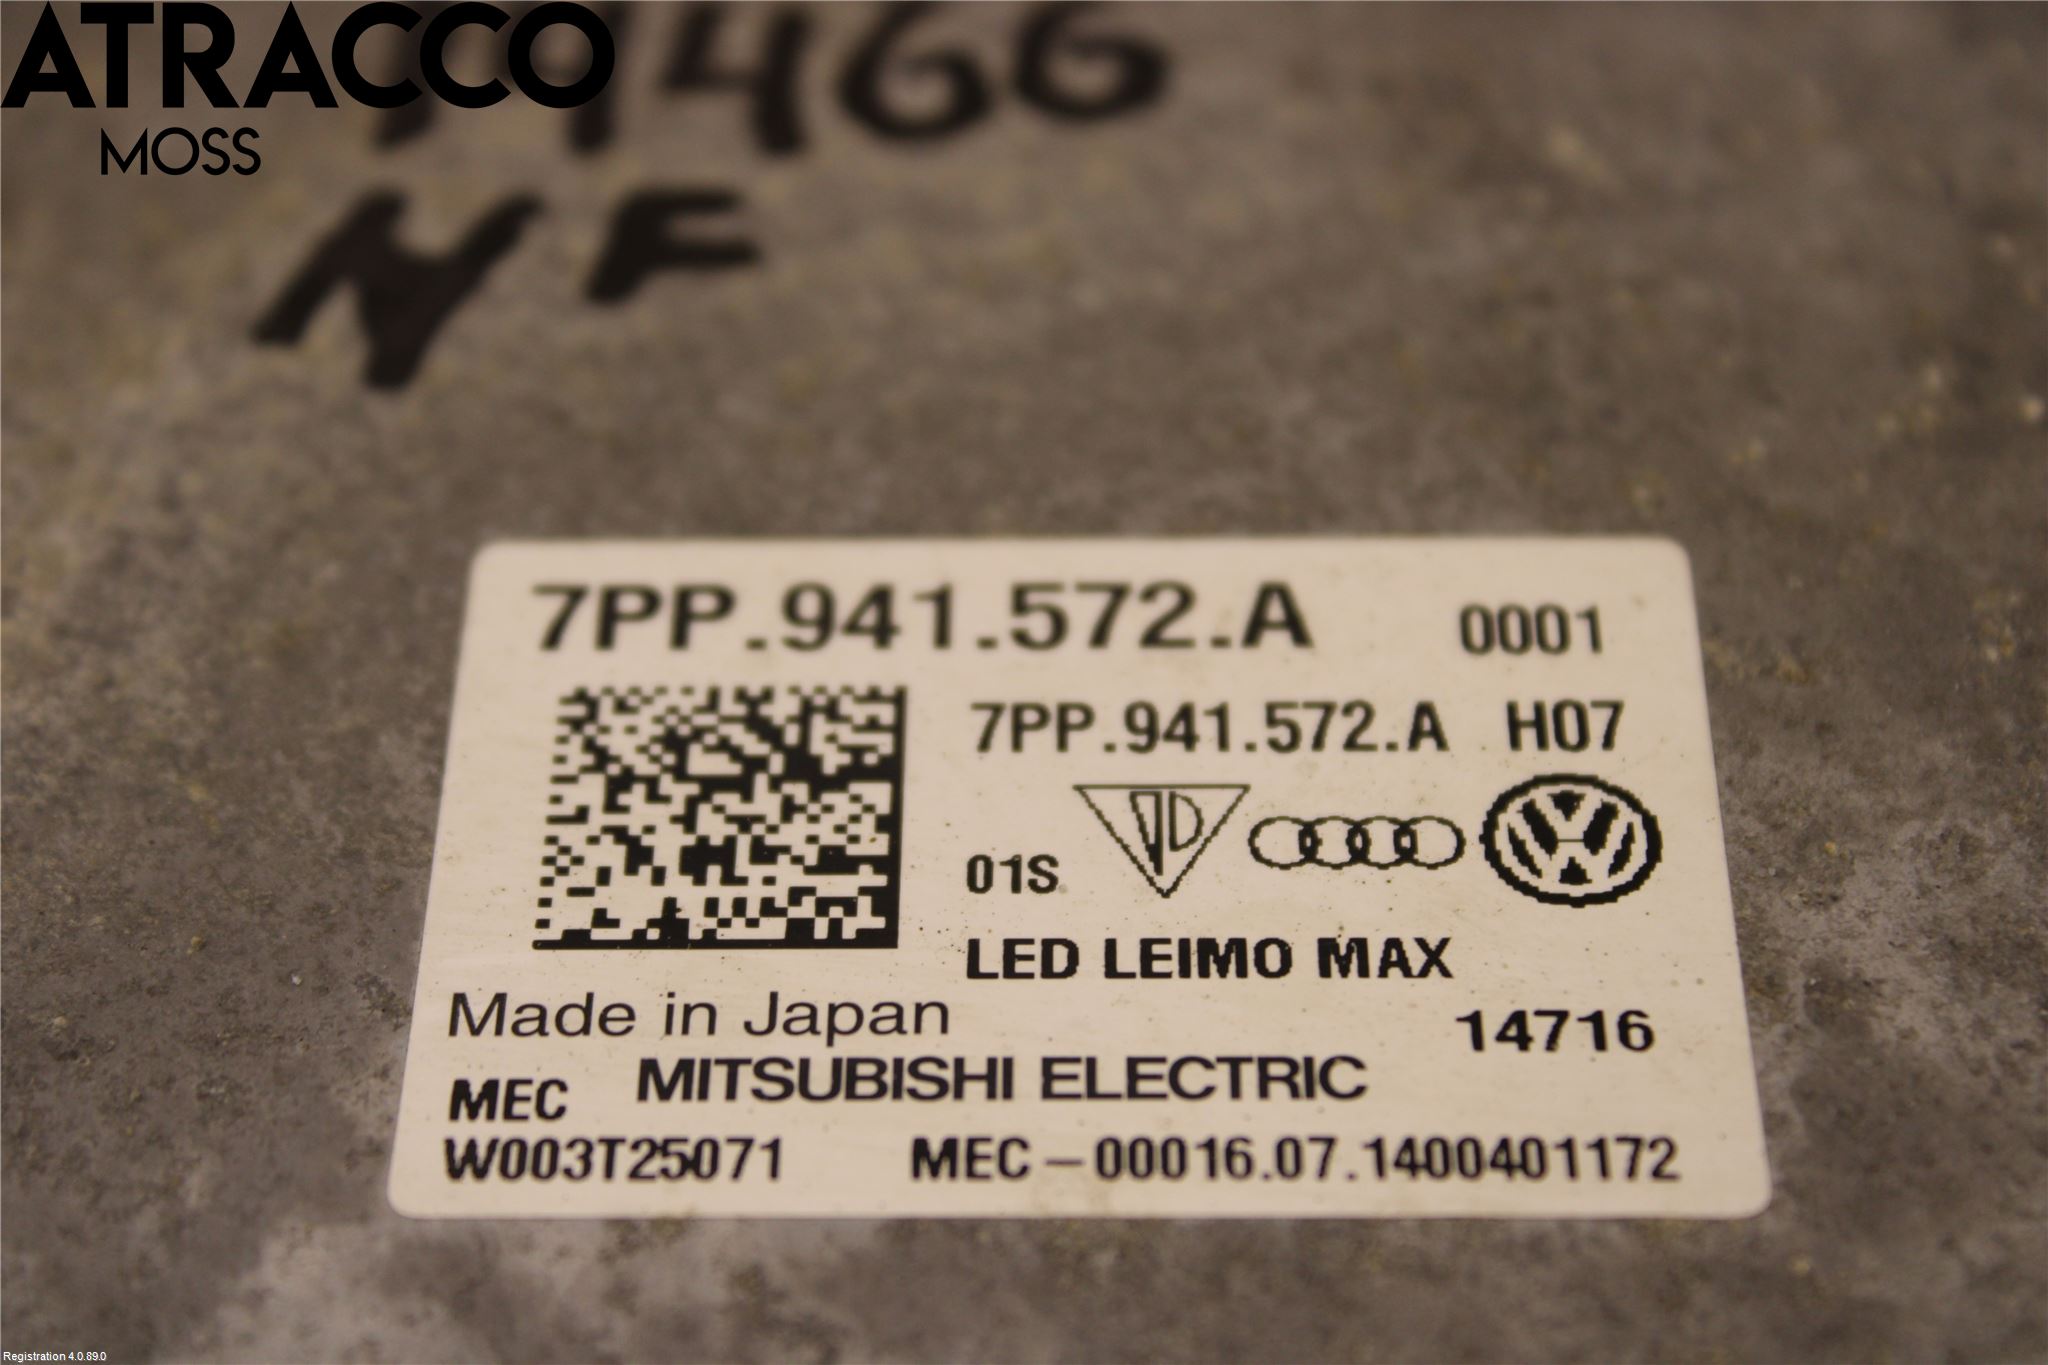 ATRACCO
MOSS
466
NF
7PP.941.572.A 0001
7PP.941.572.A H07
01S
LED LEIMO MAX
Made in Japan 14716
MEC MITSUBISHI ELECTRIC
W003T25071 MEC-00016.07.1400401172
Registration 4.0.89.0